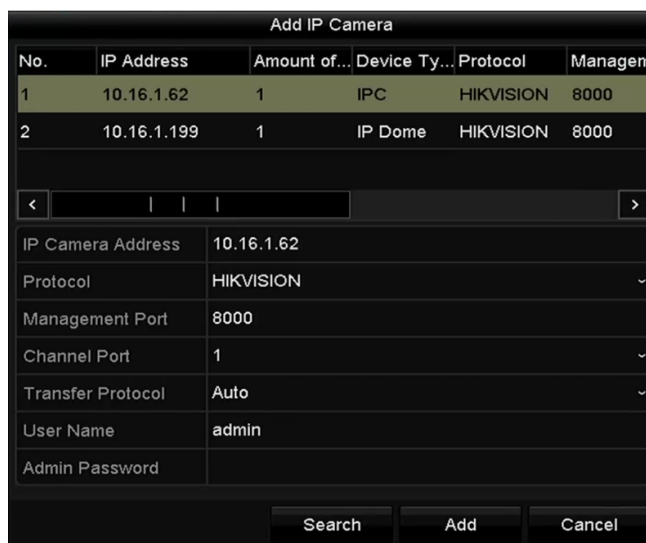 Add IP Camera
No. IP Address Amount of... Device Ty... Protocol Managem
1 10.16.1.62 1 IPC HIKVISION 8000
2 10.16.1.199 1 IP Dome HIKVISION 8000
IP Camera Address 10.16.1.62
Protocol HIKVISION
Management Port 8000
Channel Port 1
Transfer Protocol Auto
User Name admin
Admin Password
Search Add Cancel